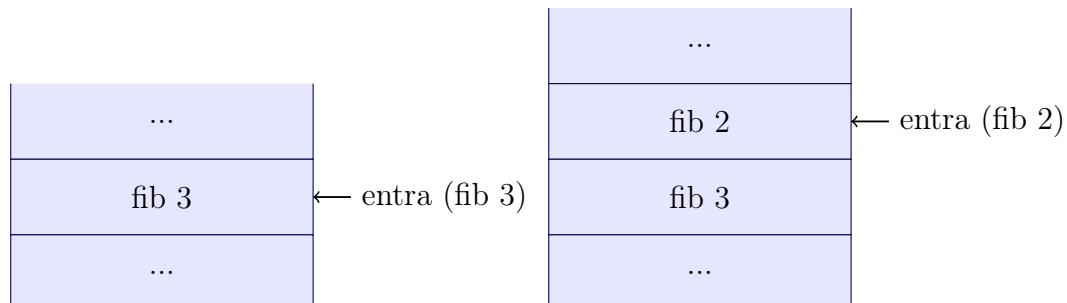 ...
fib 3
...
entra (fib 3)
...
fib 2
fib 3
...
entra (fib 2)